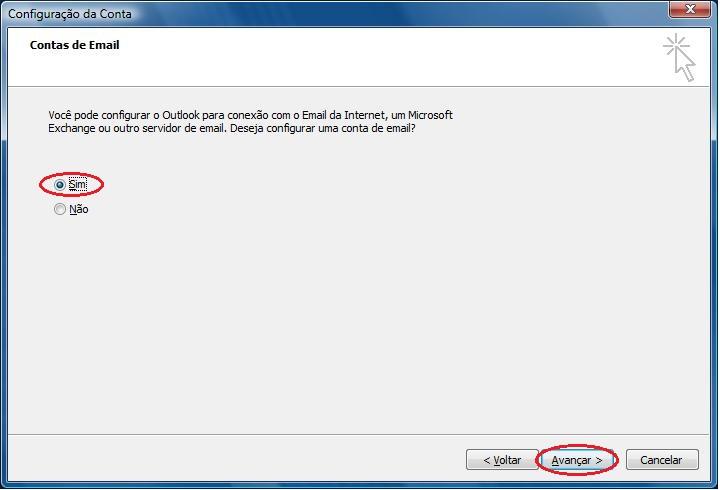 Configuração da Conta
Contas de Email
Você pode configurar o Outlook para conexão com o Email da Internet, um Microsoft
Exchange ou outro servidor de email. Deseja configurar uma conta de email?
Sim
Não
< Voltar
Avançar >
Cancelar